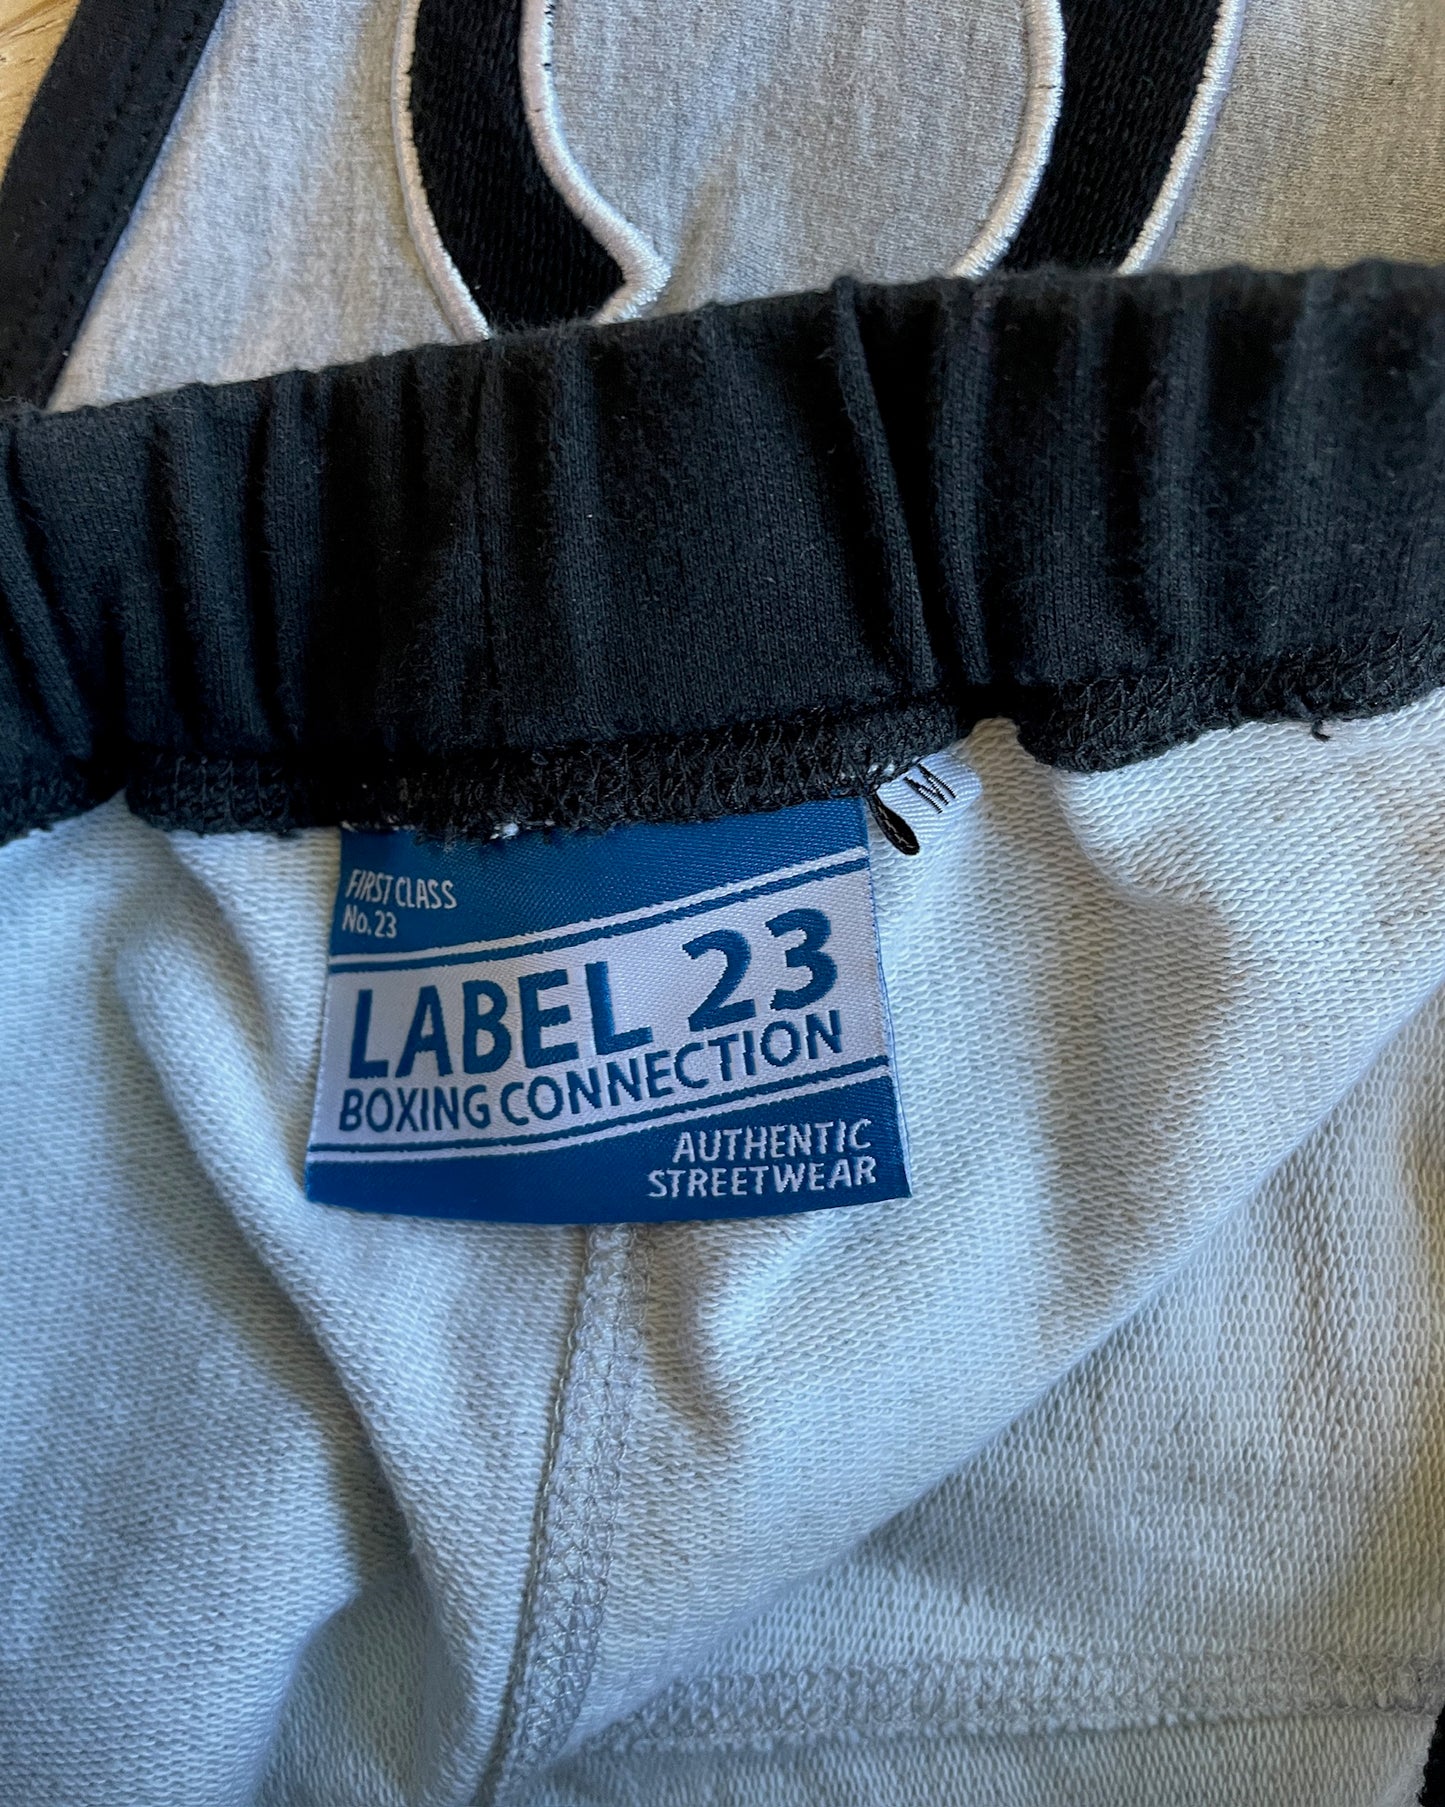 M
FIRST CLASS
No. 23
LABEL 23
BOXING CONNECTION
AUTHENTIC
STREETWEAR